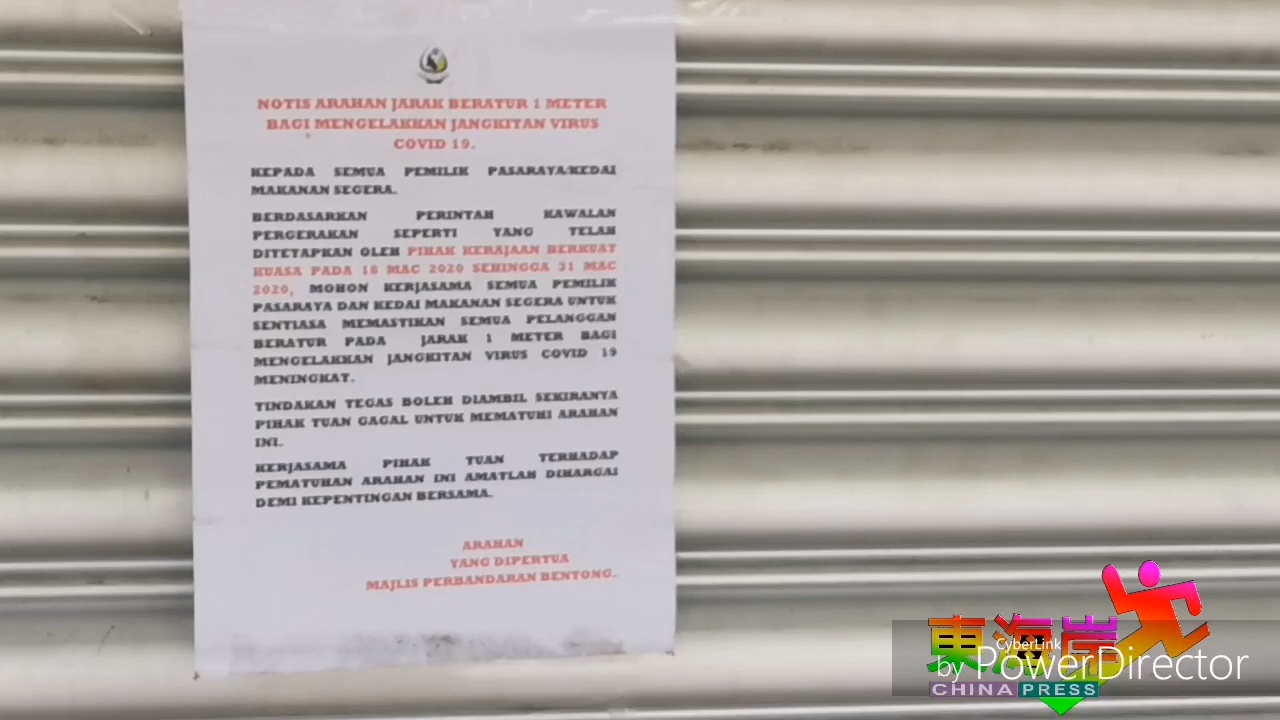 NOTIS ARAHAN JARAK BERATUR 1 METER
BAGI MENGELAKKAN JANGKITAN VIRUS
COVID 19.
KEPADA SEMUA PEMILIK PASARAYA/KEDAI
MAKANAN SEGERA.
BERDASARKAN PERINTAH KAWALAN
PERGERAKAN SEPERTI YANG TELAH
DITETAPKAN OLEH PIHAK KERAJAAN BERKUAT
KUASA PADA 18 MAC 2020 SEHINGGA 31 MAC
2020, MOHON KERJASAMA SEMUA PEMILIK
PASARAYA DAN KEDAI MAKANAN SEGERA UNTUK
SENTIASA MEMASTIKAN SEMUA PELANGGAN
BERATUR PADA JARAK 1 METER BAGI
MENGELAKKAN JANGKITAN VIRUS COVID 19
MENINGKAT.
TINDAKAN TEGAS BOLEH DIAMBIL SEKIRANYA
PIHAK TUAN GAGAL UNTUK MEMATUHI ARAHAN
INI.
KERJASAMA PIHAK TUAN TERHADAP
PEMATUHAN ARAHAN INI AMATLAH DIHARGAI
DEMI KEPENTINGAN BERSAMA.
ARAHAN
YANG DIPERTUA
MAJLIS PERBANDARAN BENTONG.
東海岸
CyberLink
by PowerDirector
CHINA PRESS